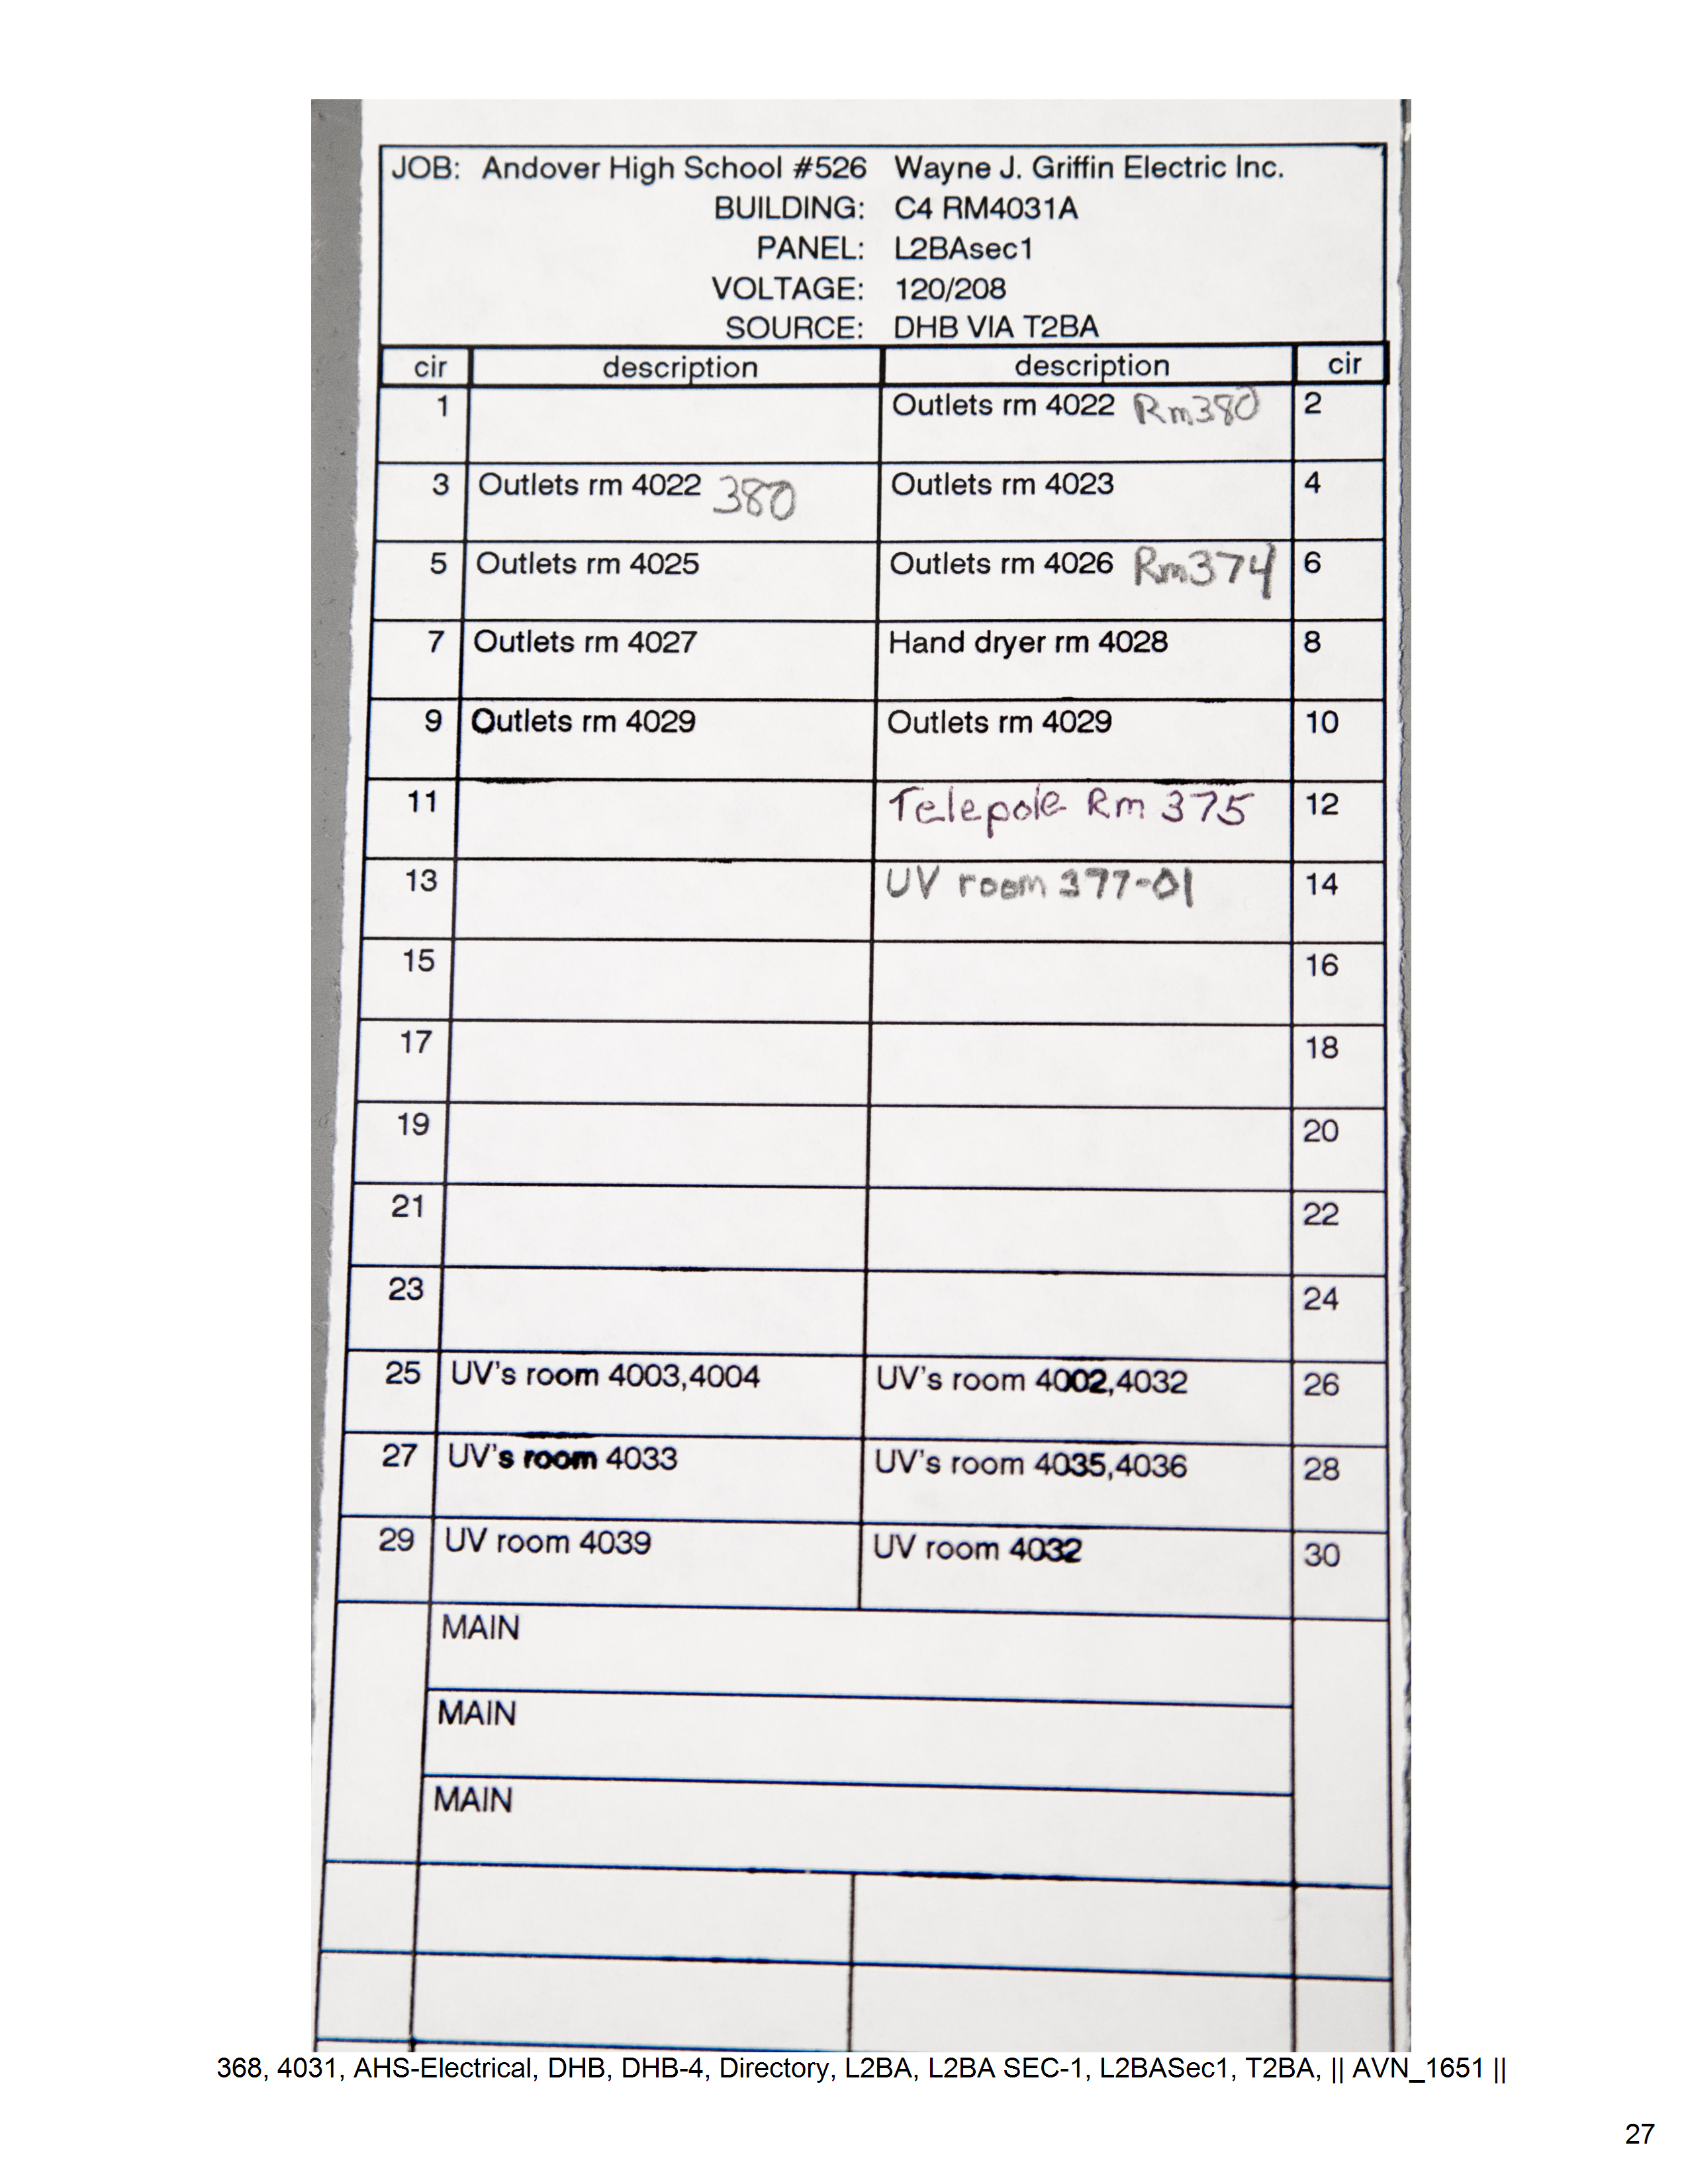 JOB: Andover High School #526 Wayne J. Griffin Electric Inc.
BUILDING: C4 RM4031A
PANEL: L2BAsec1
VOLTAGE: 120/208
SOURCE: DHB VIA T2BA
cir description description cir
1 Outlets rm 4022 Rm380 2
3 Outlets rm 4022 380 Outlets rm 4023 4
5 Outlets rm 4025 Outlets rm 4026 Rm374 6
7 Outlets rm 4027 Hand dryer rm 4028 8
9 Outlets rm 4029 Outlets rm 4029 10
11 Telepole Rm 375 12
13 UV room 377-01 14
15 16
17 18
19 20
21 22
23 24
25 UV's room 4003,4004 UV's room 4002,4032 26
27 UV's room 4033 UV's room 4035,4036 28
29 UV room 4039 UV room 4032 30
MAIN
MAIN
MAIN
368, 4031, AHS-Electrical, DHB, DHB-4, Directory, L2BA, L2BA SEC-1, L2BASec1, T2BA, || AVN_1651 ||
27